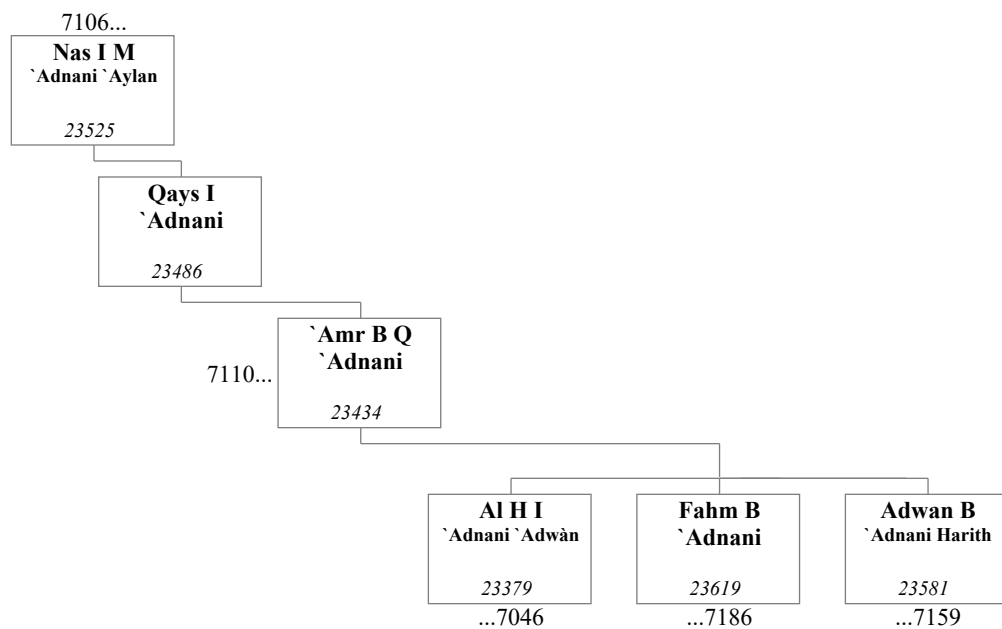 7106...
Nas I M
`Adnani `Aylan
23525
Qays I
`Adnani
23486
`Amr B Q
`Adnani
7110...
23434
Al H I
`Adnani `Adwàn
23379
...7046
Fahm B
`Adnani
23619
...7186
Adwan B
`Adnani Harith
23581
...7159